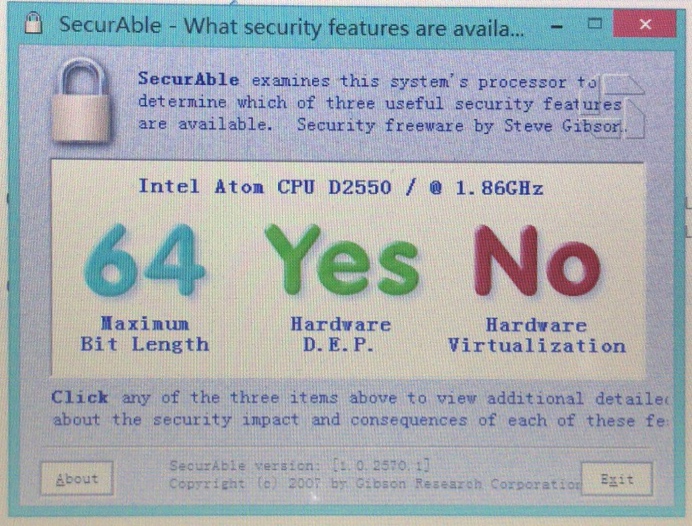 SecurAble - What security features are availa...
SecurAble examines this system's processor to
determine which of three useful security features
are available. Security freeware by Steve Gibson.
Intel Atom CPU D2550 / @ 1.86GHz
64 Yes No
Maximum Hardware Hardware
Bit Length D.E.P. Virtualization
Click any of the three items above to view additional detailed
about the security impact and consequences of each of these fe
SecurAble version: [1.0.2570.1]
Copyright (c) 2007 by Gibson Research Corporation
About Exit